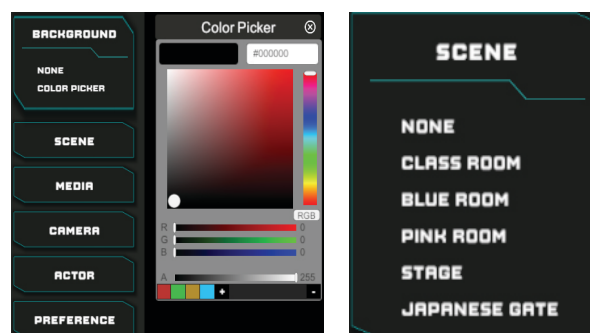 BACKGROUND
NONE
COLOR PICKER
SCENE
MEDIA
CAMERA
ACTOR
PREFERENCE
Color Picker
#000000
RGB
R 0
G 0
B 0
A 255
+ -
SCENE
NONE
CLASS ROOM
BLUE ROOM
PINK ROOM
STAGE
JAPANESE GATE